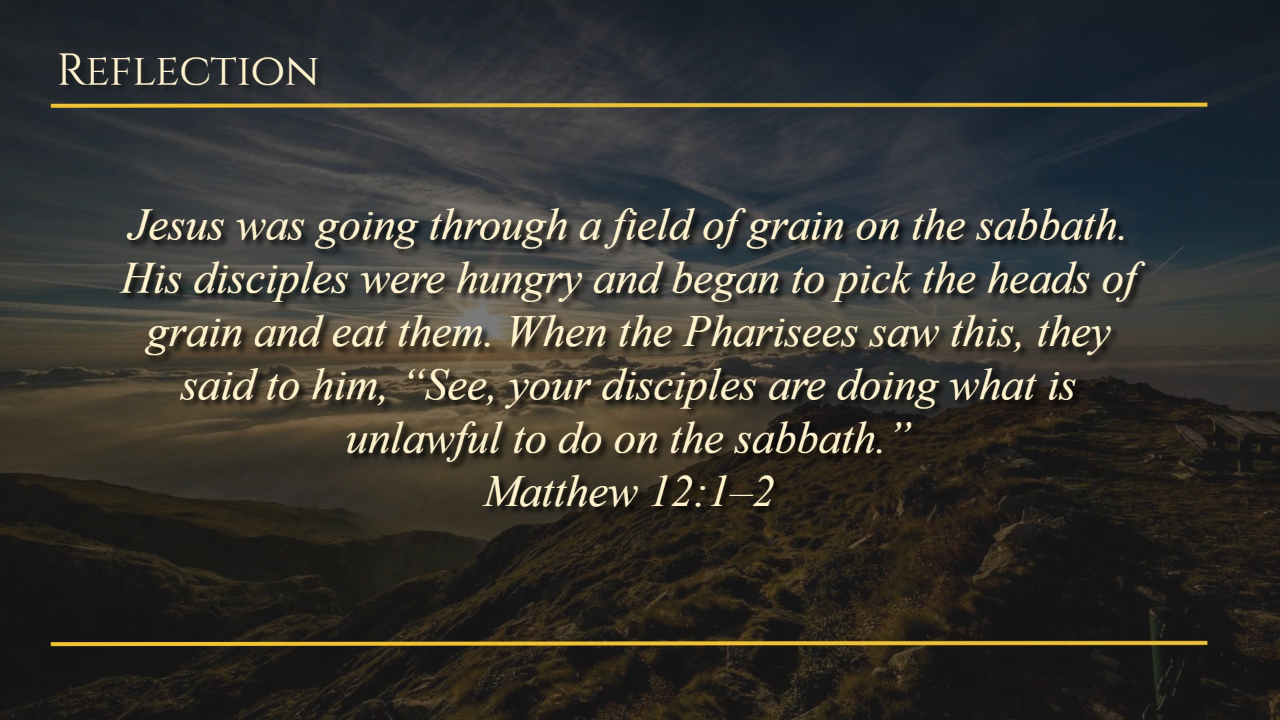 Reflection
Jesus was going through a field of grain on the sabbath.
His disciples were hungry and began to pick the heads of
grain and eat them. When the Pharisees saw this, they
said to him, “See, your disciples are doing what is
unlawful to do on the sabbath.”
Matthew 12:1–2